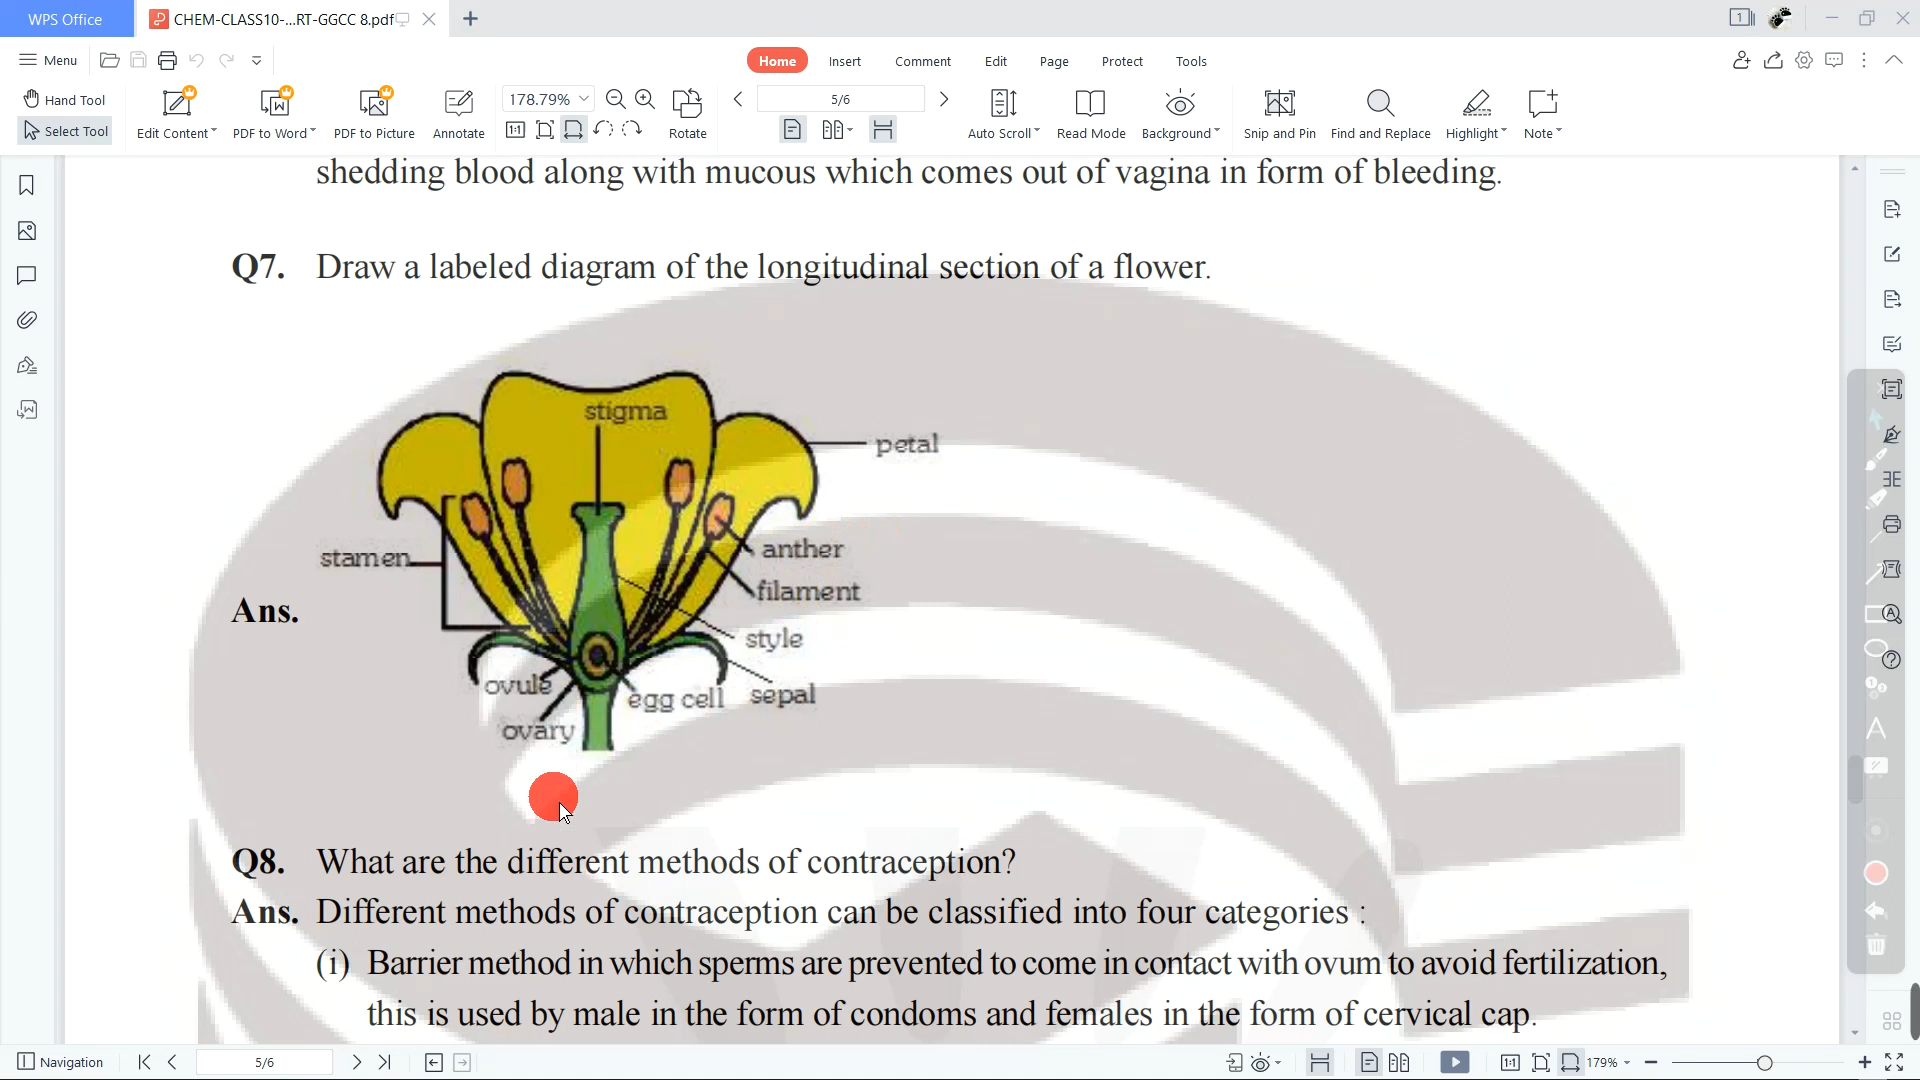 WPS Office
CHEM-CLASS10-...RT-GGCC 8.pdf
1
Menu
Home
Insert
Comment
Edit
Page
Protect
Tools
Hand Tool
Select Tool
Edit Content
PDF to Word
PDF to Picture
Annotate
178.79%
1:1
Rotate
5/6
Auto Scroll
Read Mode
Background
Snip and Pin
Find and Replace
Highlight
Note
shedding blood along with mucous which comes out of vagina in form of bleeding.
Q7. Draw a labeled diagram of the longitudinal section of a flower.
stigma
petal
stamen
anther
filament
Ans.
style
ovule
egg cell
sepal
ovary
Q8. What are the different methods of contraception?
Ans. Different methods of contraception can be classified into four categories :
(i) Barrier method in which sperms are prevented to come in contact with ovum to avoid fertilization,
this is used by male in the form of condoms and females in the form of cervical cap.
Navigation
5/6
1:1
179%